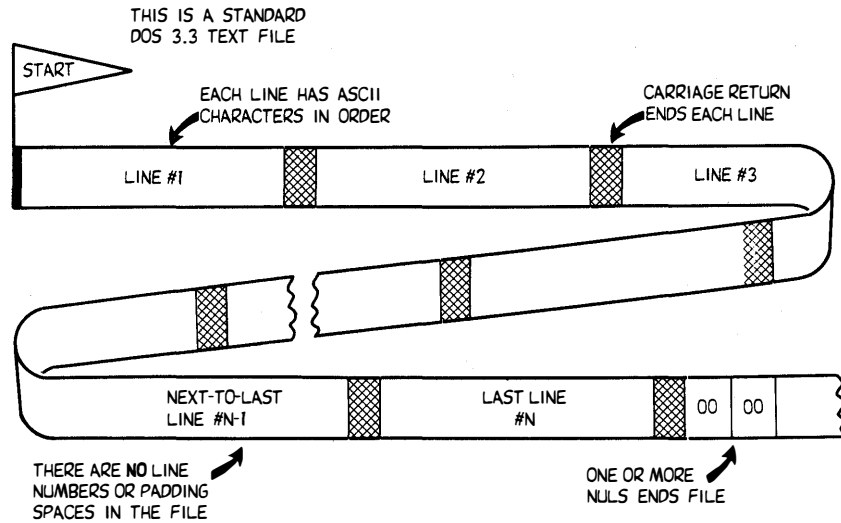 THIS IS A STANDARD
DOS 3.3 TEXT FILE
START
EACH LINE HAS ASCII
CHARACTERS IN ORDER
CARRIAGE RETURN
ENDS EACH LINE
LINE #1
LINE #2
LINE #3
NEXT-TO-LAST
LINE #N-1
LAST LINE
#N
00
00
THERE ARE NO LINE
NUMBERS OR PADDING
SPACES IN THE FILE
ONE OR MORE
NULS ENDS FILE